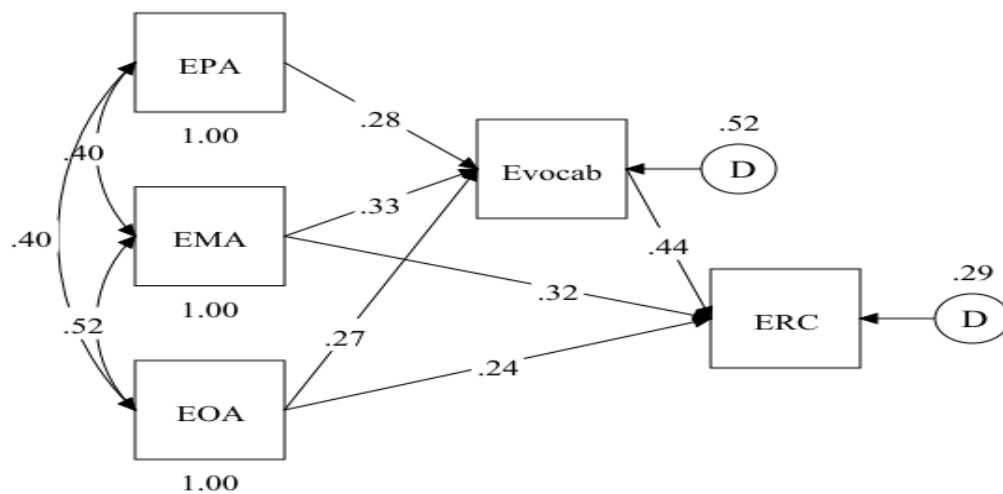 EPA
1.00
.28
.52
Evocab
D
.40
.33
EMA
1.00
.40
.44
.29
.32
ERC
D
.52
.27
.24
EOA
1.00